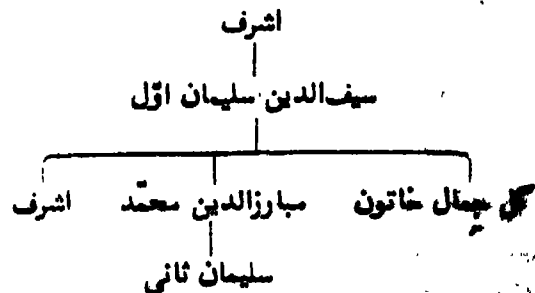 اشرف
سیف‌الدین سلیمان اوّل
گل جمال خاتون مبارزالدین محمّد اشرف
سلیمان ثانی